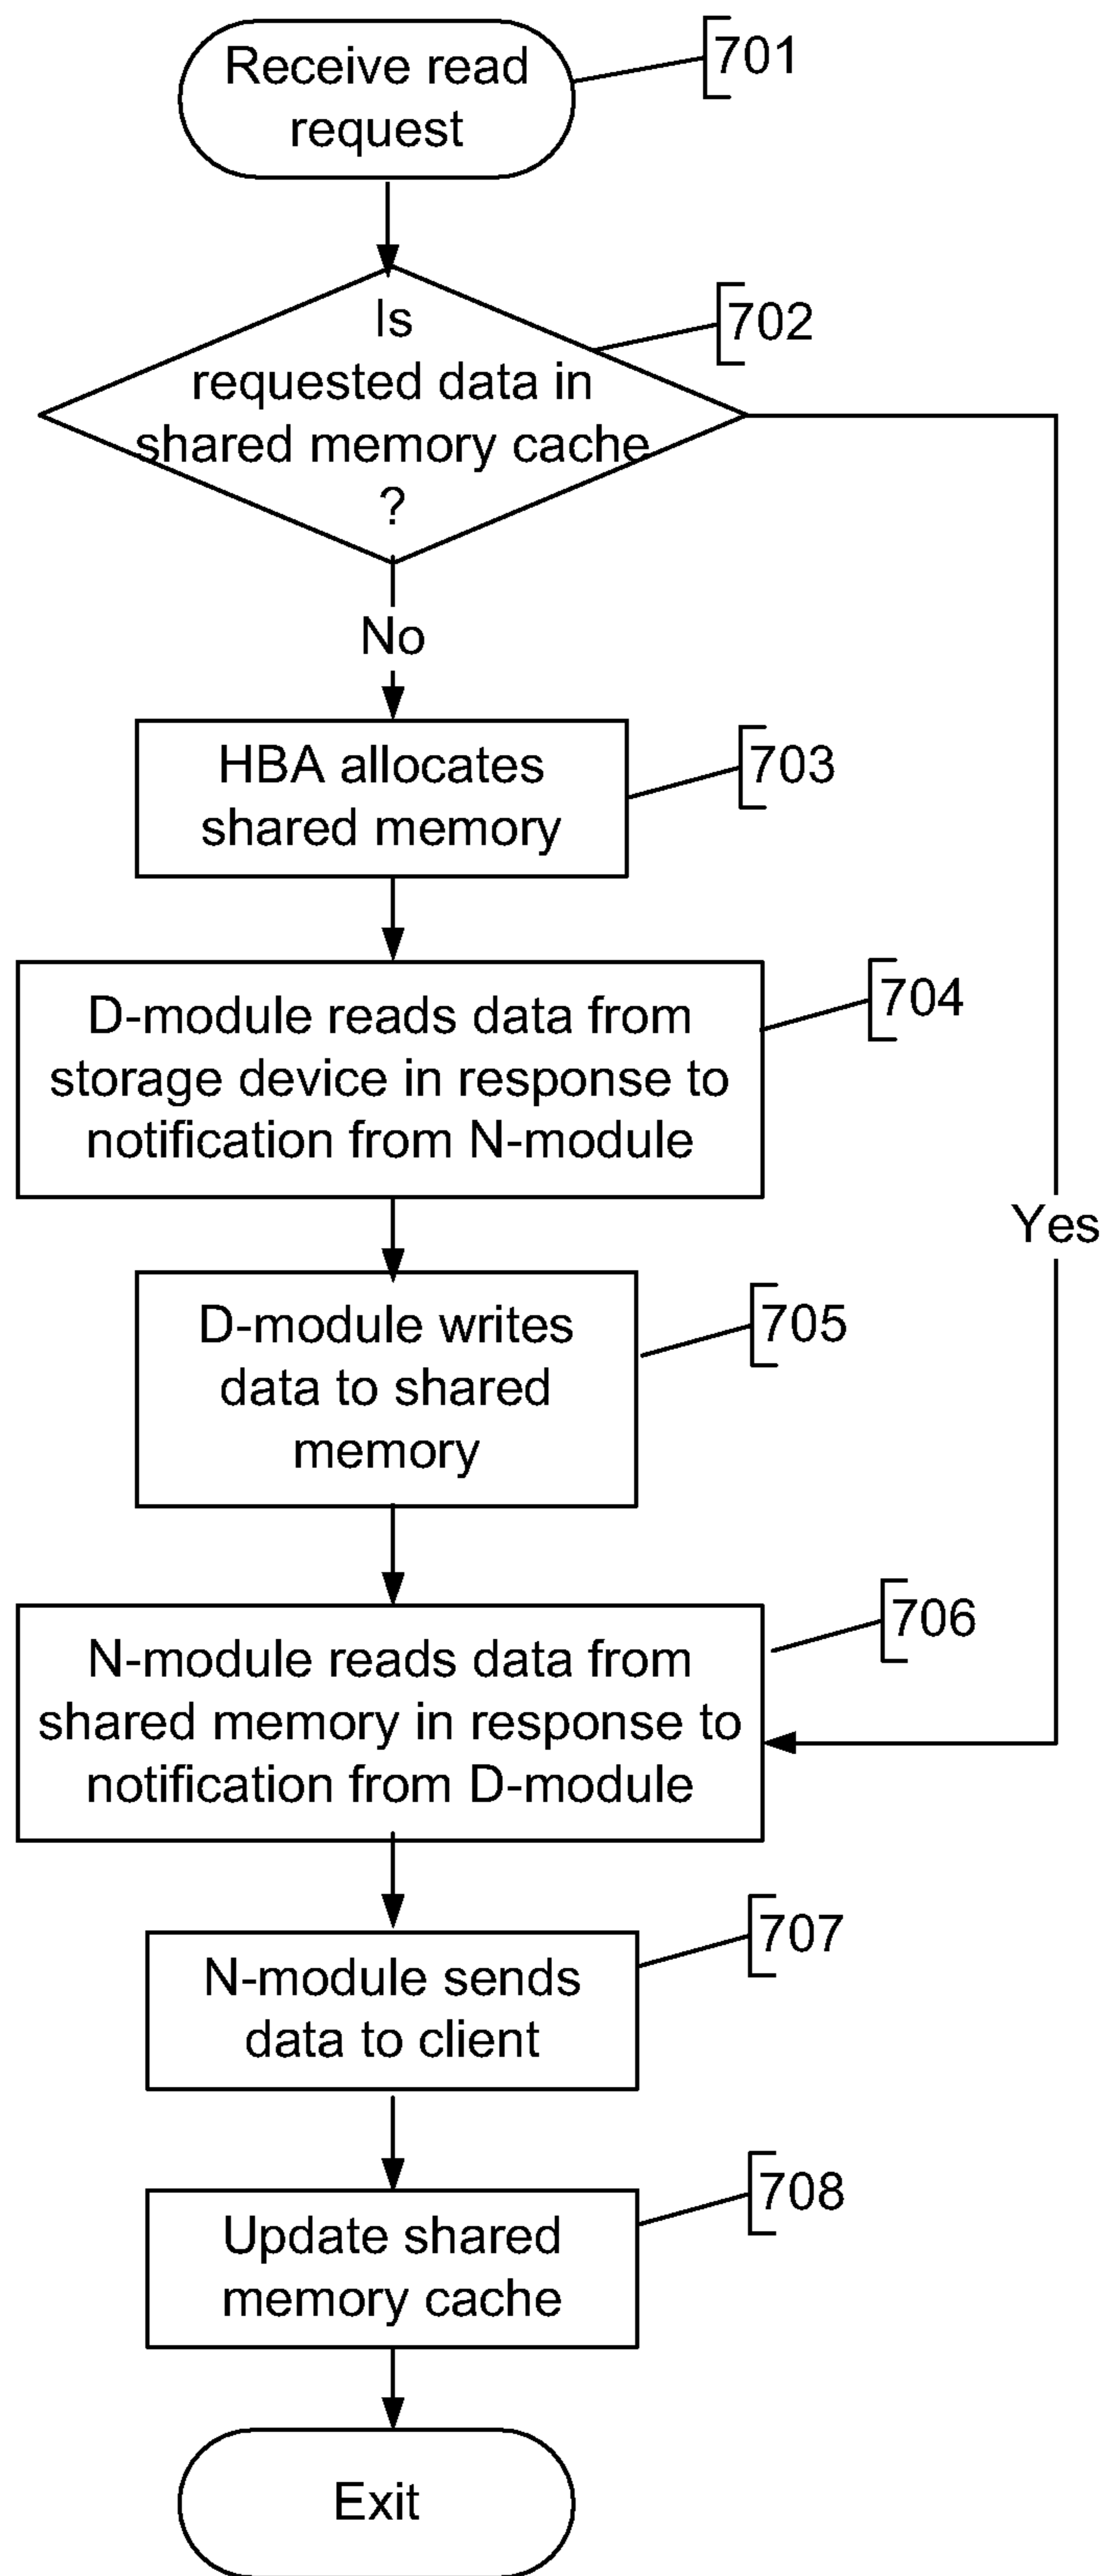 Receive read
request
701
Is
requested data in
shared memory cache
?
702
No
HBA allocates
shared memory
703
D-module reads data from
storage device in response to
notification from N-module
704
Yes
D-module writes
data to shared
memory
705
N-module reads data from
shared memory in response to
notification from D-module
706
N-module sends
data to client
707
Update shared
memory cache
708
Exit